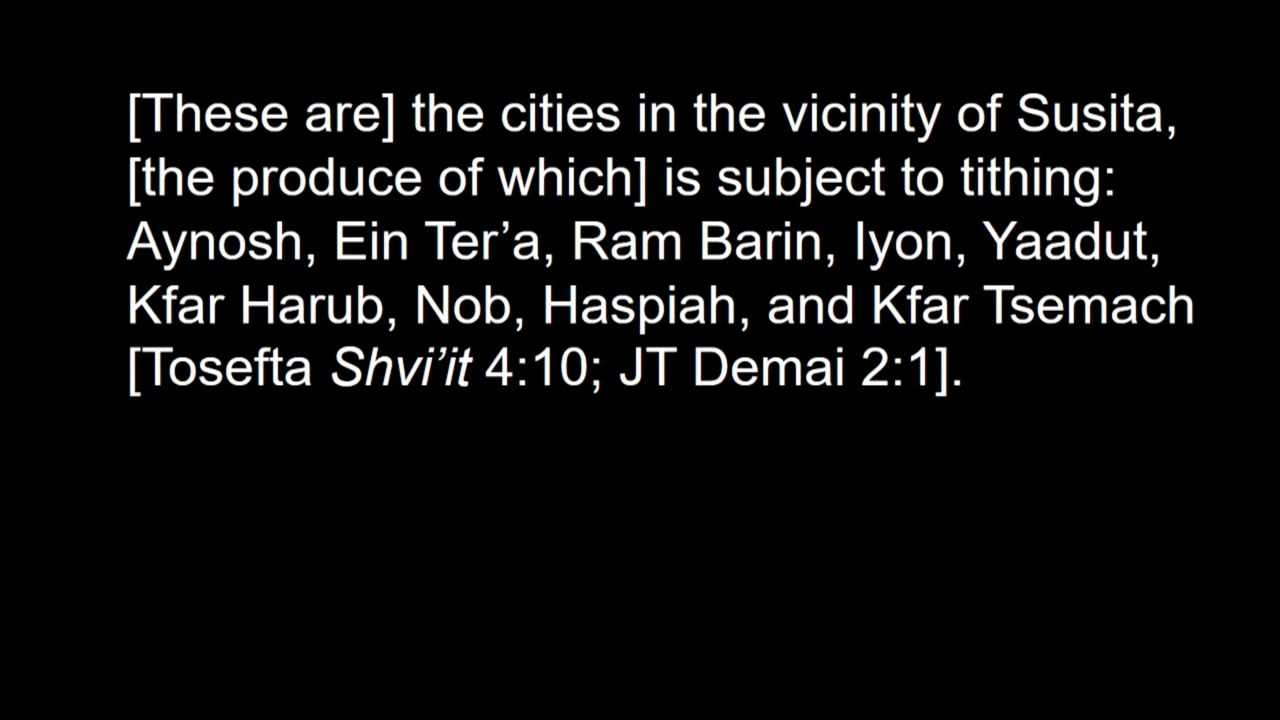 [These are] the cities in the vicinity of Susita,
[the produce of which] is subject to tithing:
Aynosh, Ein Ter’a, Ram Barin, Iyon, Yaadut,
Kfar Harub, Nob, Haspiah, and Kfar Tsemach
[Tosefta Shvi’it 4:10; JT Demai 2:1].